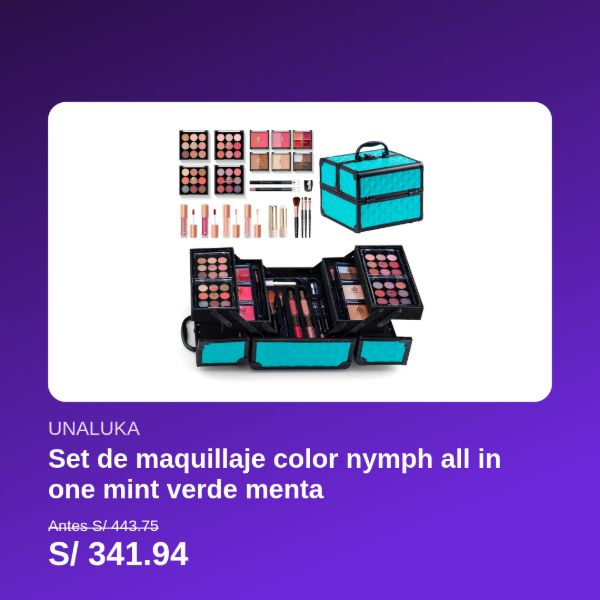 UNALUKA
Set de maquillaje color nymph all in
one mint verde menta
Antes S/ 443.75
S/ 341.94